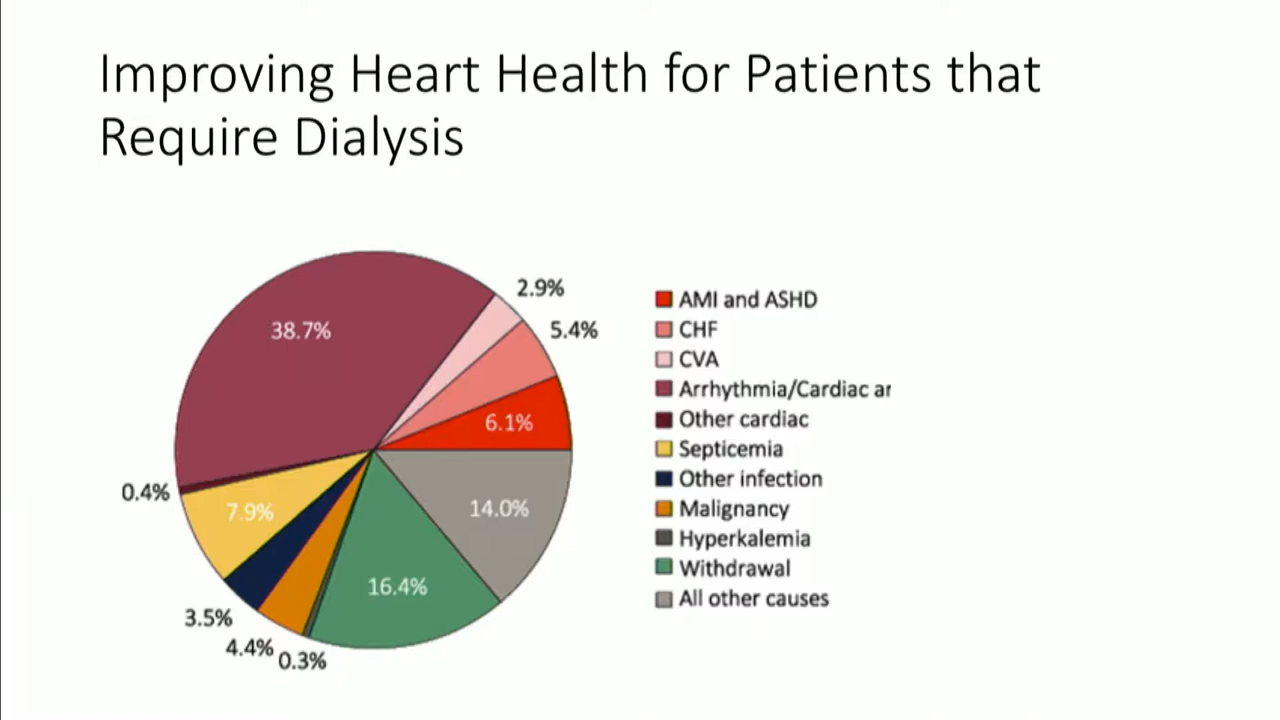 Improving Heart Health for Patients that
Require Dialysis
2.9%
5.4%
38.7%
6.1%
0.4%
7.9%
14.0%
16.4%
3.5%
4.4%
0.3%
AMI and ASHD
CHF
CVA
Arrhythmia/Cardiac ar
Other cardiac
Septicemia
Other infection
Malignancy
Hyperkalemia
Withdrawal
All other causes